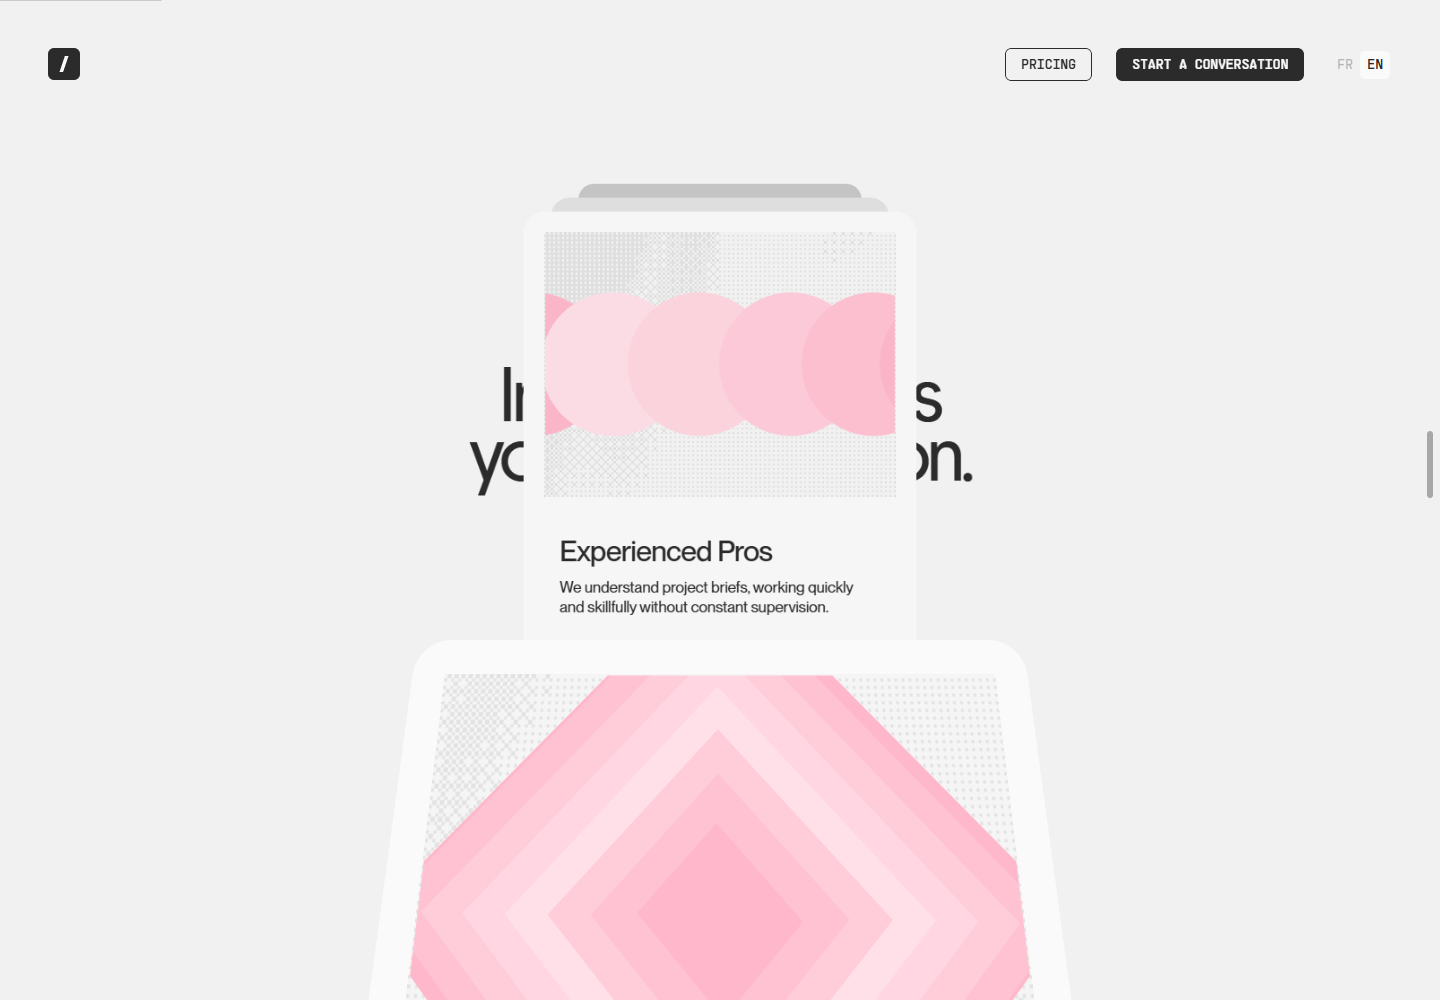 PRICING
START A CONVERSATION
FR
EN
Experienced Pros
We understand project briefs, working quickly
and skillfully without constant supervision.